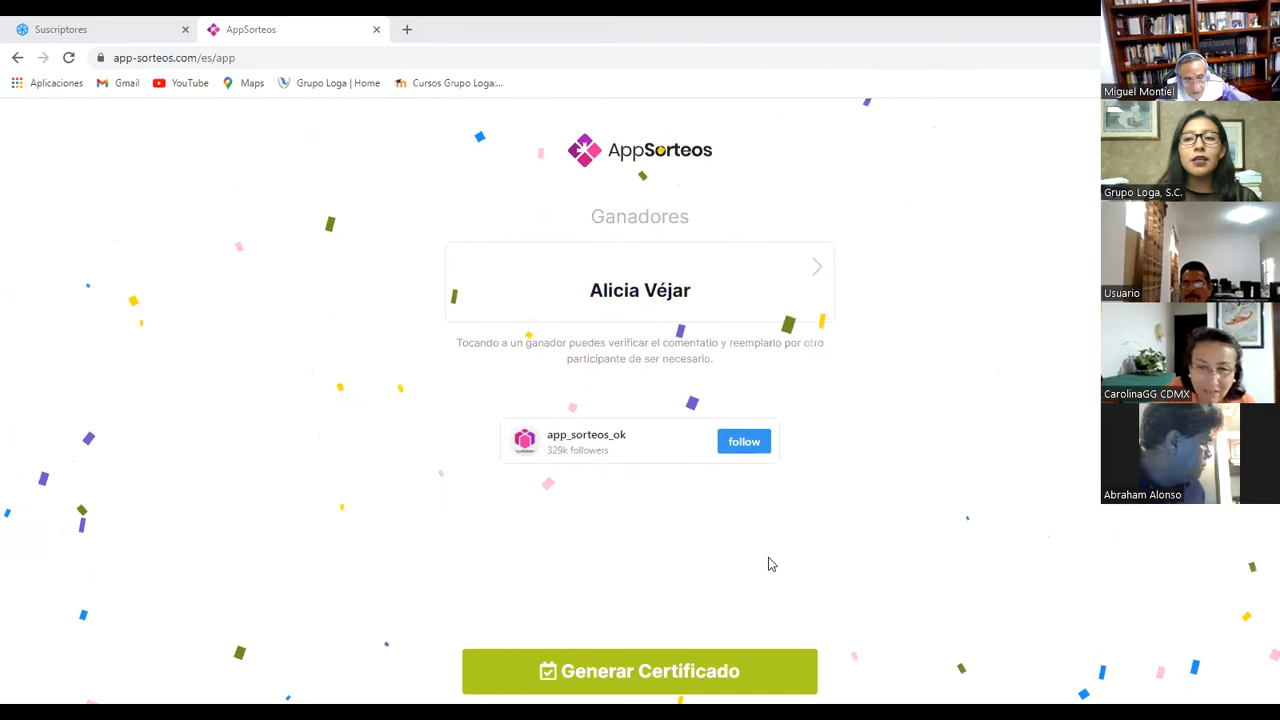 Suscriptores
AppSorteos
app-sorteos.com/es/app
Aplicaciones
Gmail
YouTube
Maps
Grupo Loga | Home
Cursos Grupo Loga:...
AppSorteos
Ganadores
Alicia Véjar
Tocando a un ganador puedes verificar el comentatio y reemplarlo por otro
participante de ser necesario.
app_sorteos_ok
329k followers
follow
Generar Certificado
Miguel Montiel
Grupo Loga, S.C.
Usuario
CarolinaGG CDMX
Abraham Alonso